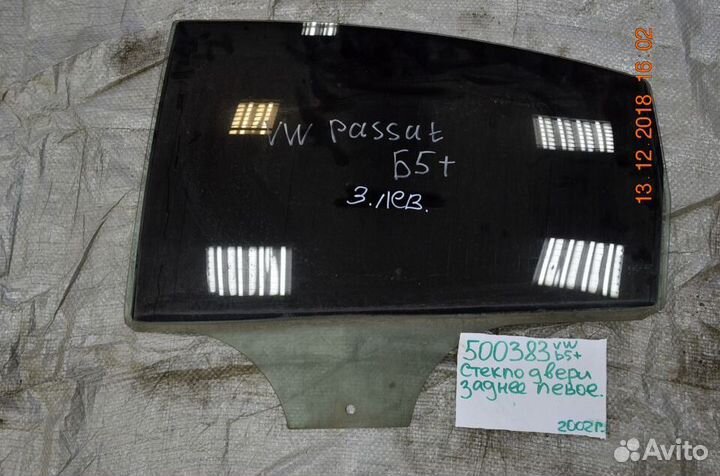 VW passat
Б5+
З.лев.
13 12 2018 16:02
500383 VW
Б5+
Стекло двери
заднее левое.
2002г.
Avito